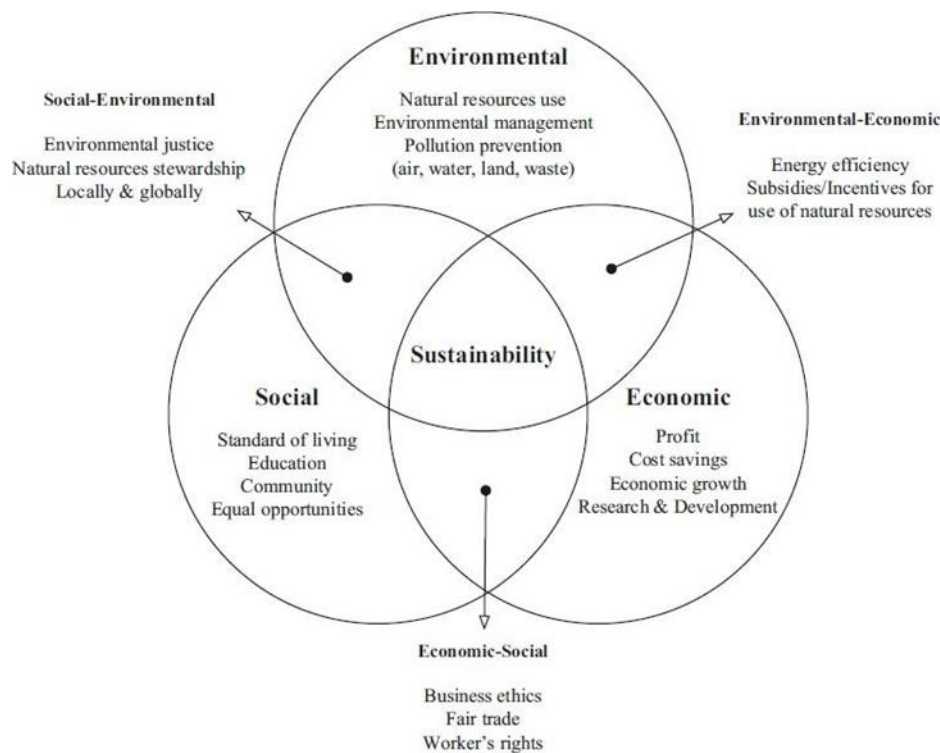 Environmental
Natural resources use
Environmental management
Pollution prevention
(air, water, land, waste)
Social-Environmental
Environmental justice
Natural resources stewardship
Locally & globally
Environmental-Economic
Energy efficiency
Subsidies/Incentives for
use of natural resources
Sustainability
Social
Standard of living
Education
Community
Equal opportunities
Economic
Profit
Cost savings
Economic growth
Research & Development
Economic-Social
Business ethics
Fair trade
Worker's rights